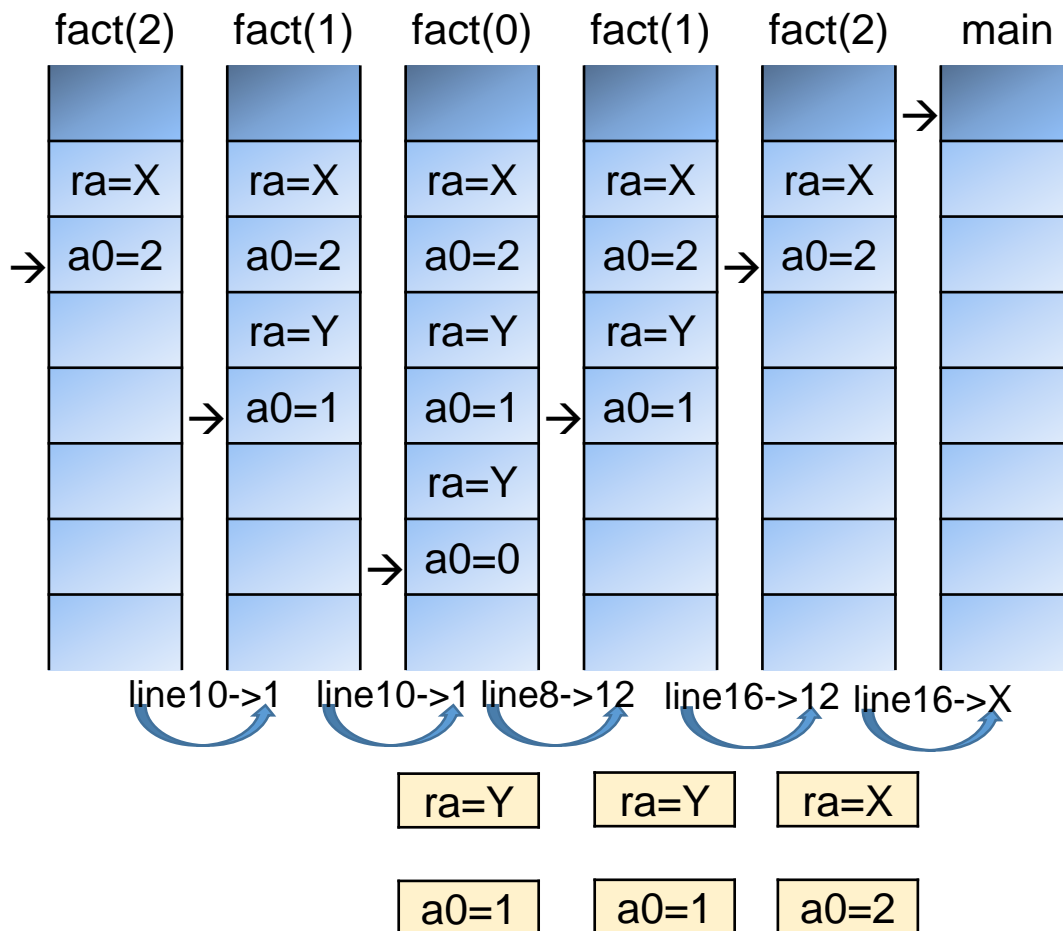 fact(2) fact(1) fact(0) fact(1) fact(2) main
→
ra=X ra=X ra=X ra=X ra=X
→ a0=2 a0=2 a0=2 a0=2 → a0=2
ra=Y ra=Y ra=Y
→ a0=1 a0=1 → a0=1
ra=Y
→ a0=0
line10->1 line10->1 line8->12 line16->12 line16->X
ra=Y ra=Y ra=X
a0=1 a0=1 a0=2